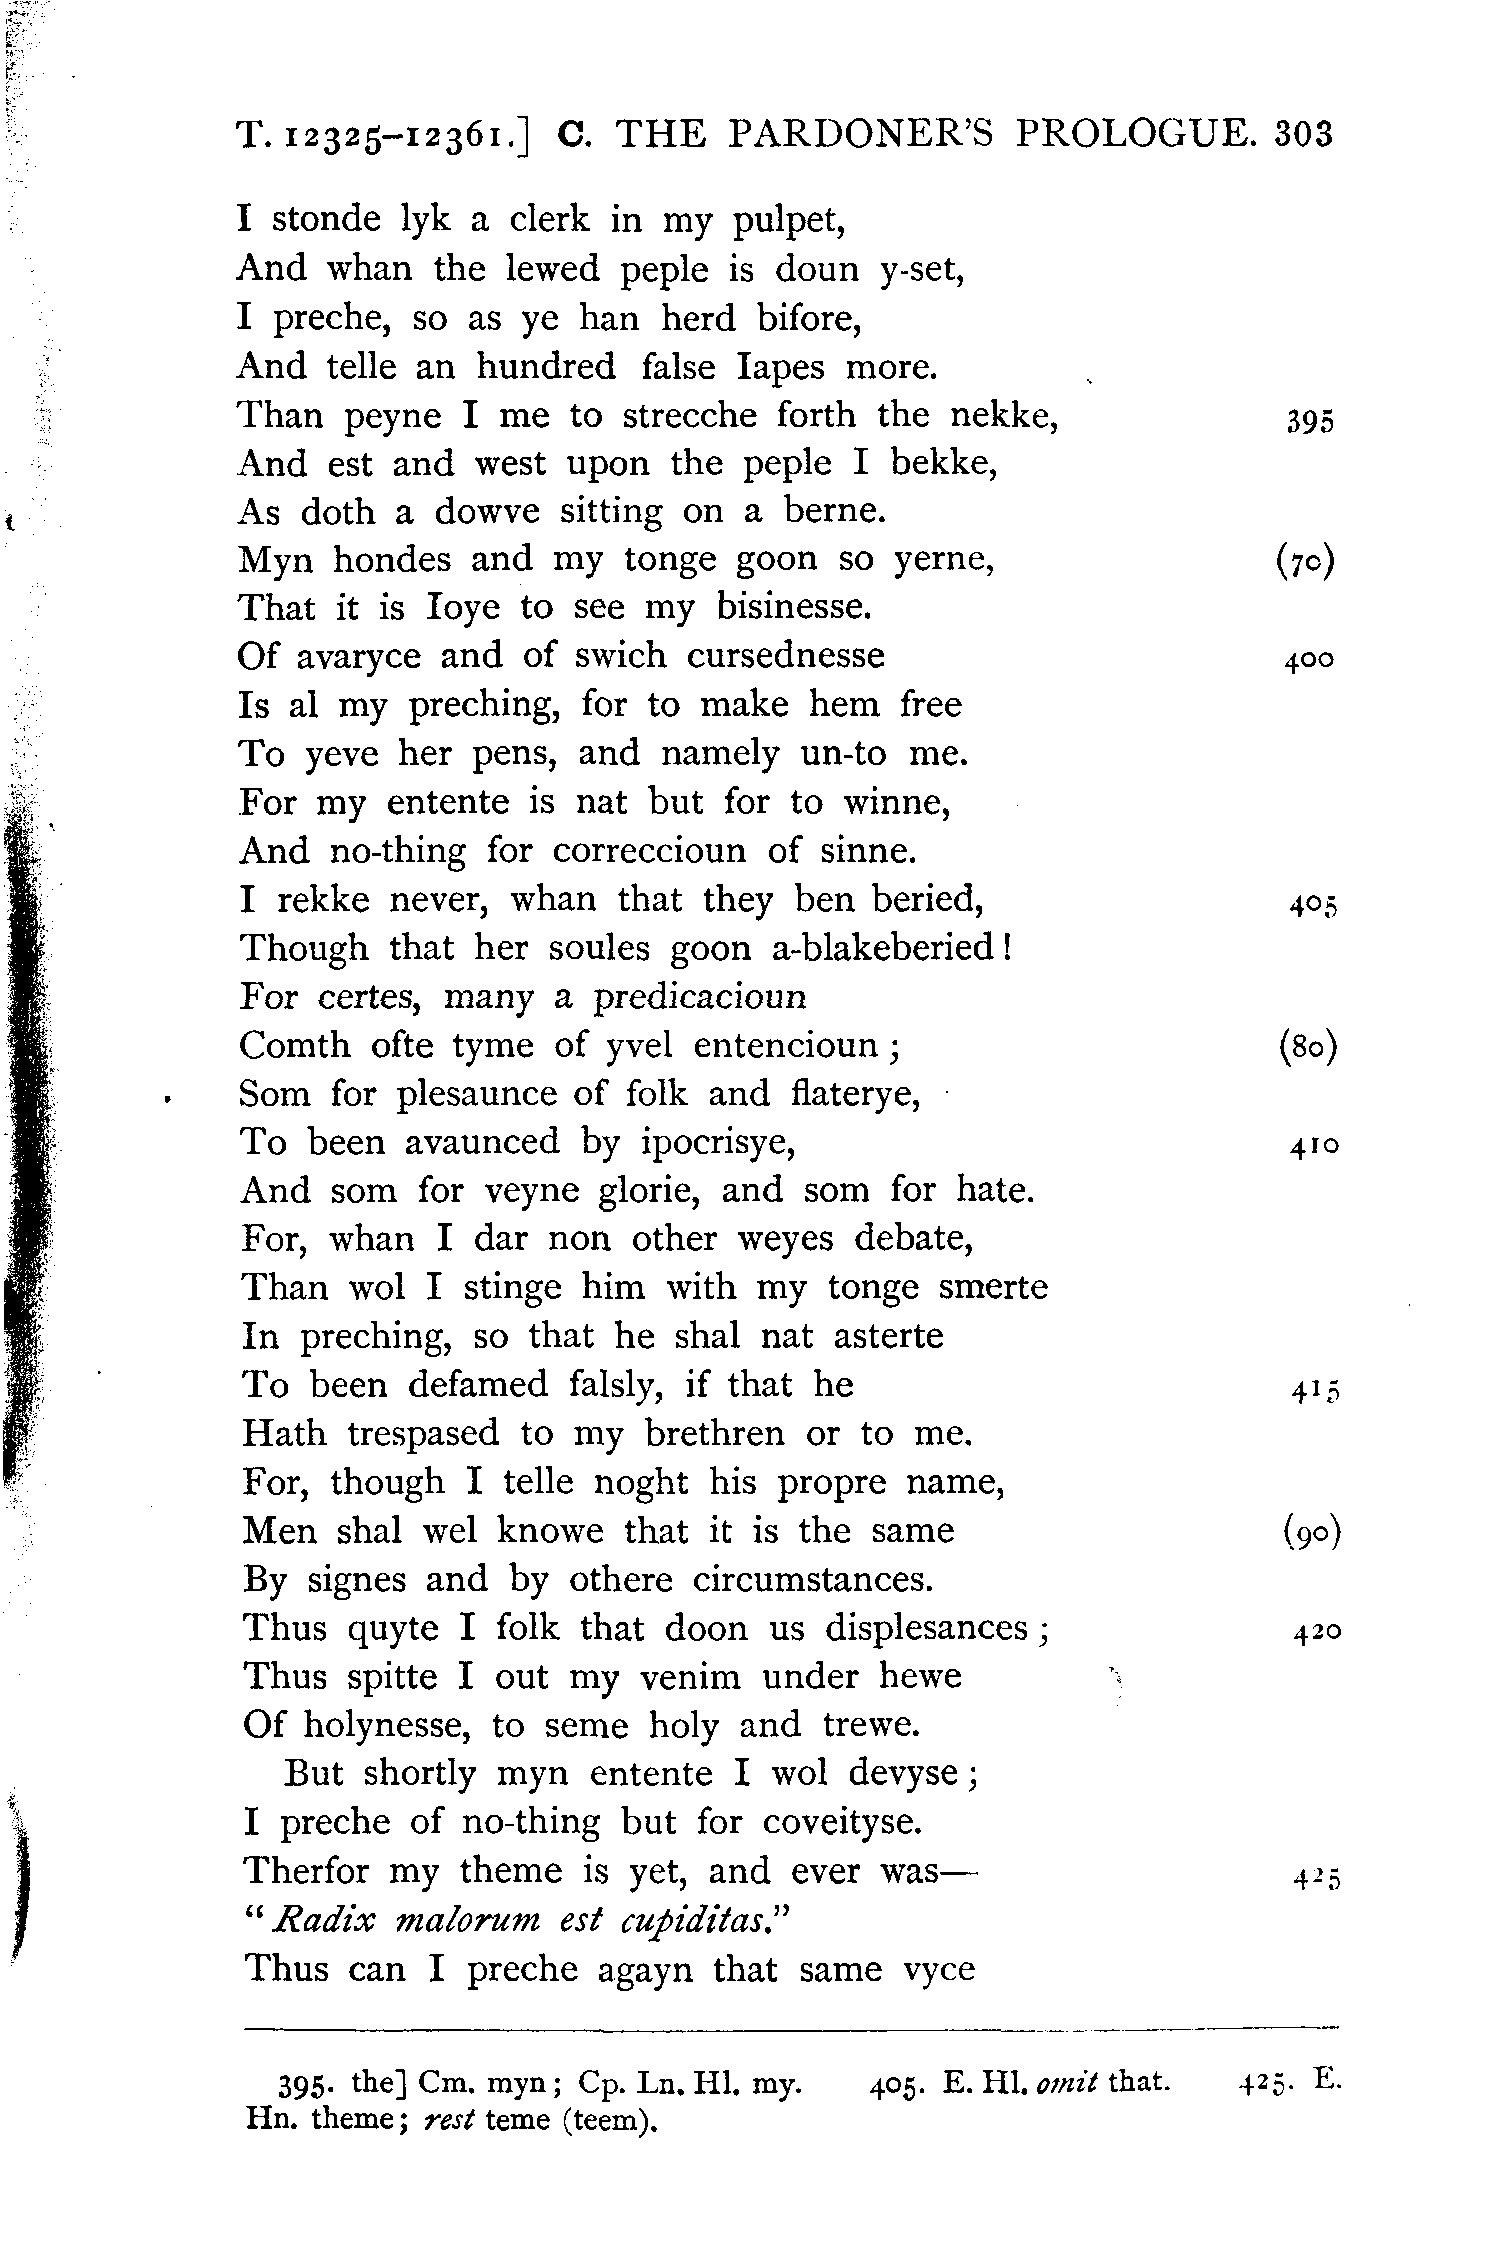 T. 12325–12361.] C. THE PARDONER'S PROLOGUE. 303
I stonde lyk a clerk in my pulpet,
And whan the lewed peple is doun y-set,
I preche, so as ye han herd bifore,
And telle an hundred false Iapes more.
Than peyne I me to strecche forth the nekke, 395
And est and west upon the peple I bekke,
As doth a dowve sitting on a berne.
Myn hondes and my tonge goon so yerne, (70)
That it is Ioye to see my bisinesse.
Of avaryce and of swich cursednesse 400
Is al my preching, for to make hem free
To yeve her pens, and namely un-to me.
For my entente is nat but for to winne,
And no-thing for correccioun of sinne.
I rekke never, whan that they ben beried, 405
Though that her soules goon a-blakeberied!
For certes, many a predicacioun
Comth ofte tyme of yvel entencioun; (80)
Som for plesaunce of folk and flaterye,
To been avaunced by ipocrisye, 410
And som for veyne glorie, and som for hate.
For, whan I dar non other weyes debate,
Than wol I stinge him with my tonge smerte
In preching, so that he shal nat asterte
To been defamed falsly, if that he 415
Hath trespased to my brethren or to me.
For, though I telle noght his propre name,
Men shal wel knowe that it is the same (90)
By signes and by othere circumstances.
Thus quyte I folk that doon us displesances; 420
Thus spitte I out my venim under hewe
Of holynesse, to seme holy and trewe.
But shortly myn entente I wol devyse;
I preche of no-thing but for coveityse.
Therfor my theme is yet, and ever was— 425
"Radix malorum est cupiditas."
Thus can I preche agayn that same vyce
395. the] Cm. myn; Cp. Ln. Hl. my. 405. E. Hl. omit that. 425. E.
Hn. theme; rest teme (teem).